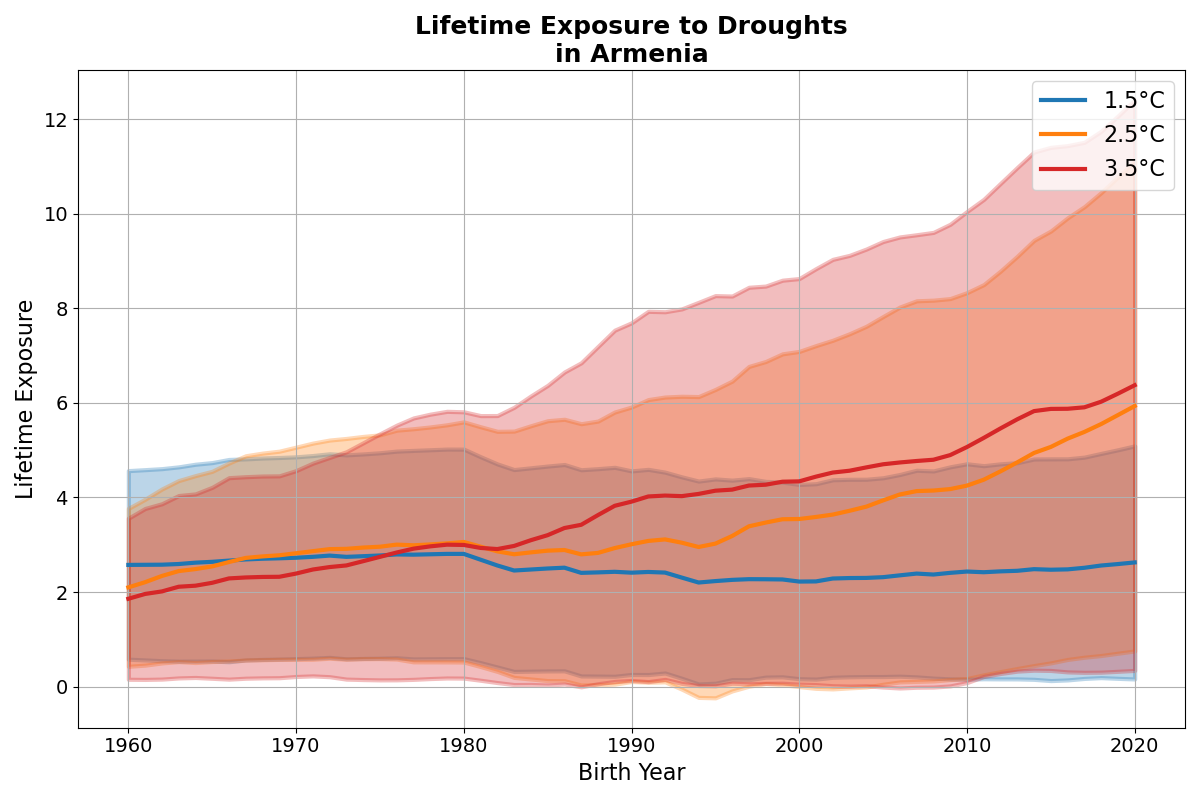 Lifetime Exposure to Droughts
in Armenia
1.5°C
2.5°C
3.5°C
Lifetime Exposure
12
10
8
6
4
2
0
1960 1970 1980 1990 2000 2010 2020
Birth Year